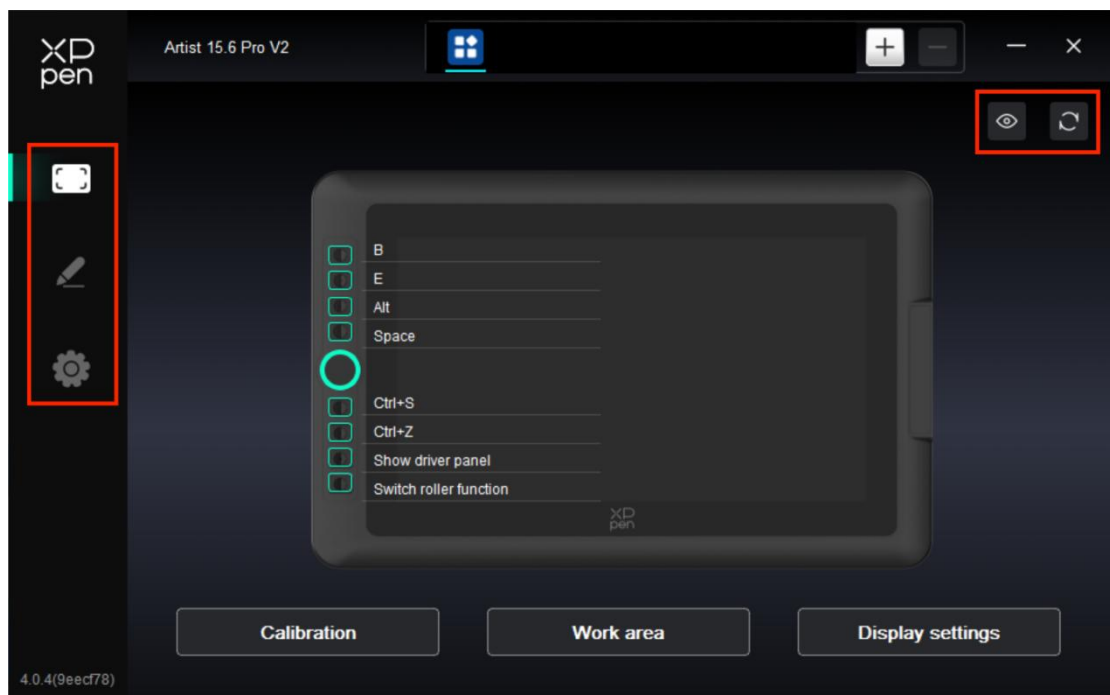 XP
pen
Artist 15.6 Pro V2
B
E
Alt
Space
Ctrl+S
Ctrl+Z
Show driver panel
Switch roller function
XP
pen
Calibration
Work area
Display settings
4.0.4(9eecf78)